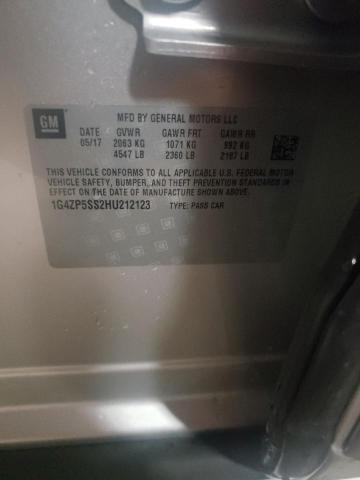 GM
MFD BY GENERAL MOTORS LLC
DATE GVWR GAWR FRT GAWR RR
05/17 2063 KG 1071 KG 992 KG
4547 LB 2360 LB 2187 LB
THIS VEHICLE CONFORMS TO ALL APPLICABLE U.S. FEDERAL MOTOR
VEHICLE SAFETY, BUMPER, AND THEFT PREVENTION STANDARDS IN
EFFECT ON THE DATE OF MANUFACTURE SHOWN ABOVE.
1G4ZP5SS2HU212123 TYPE: PASS CAR